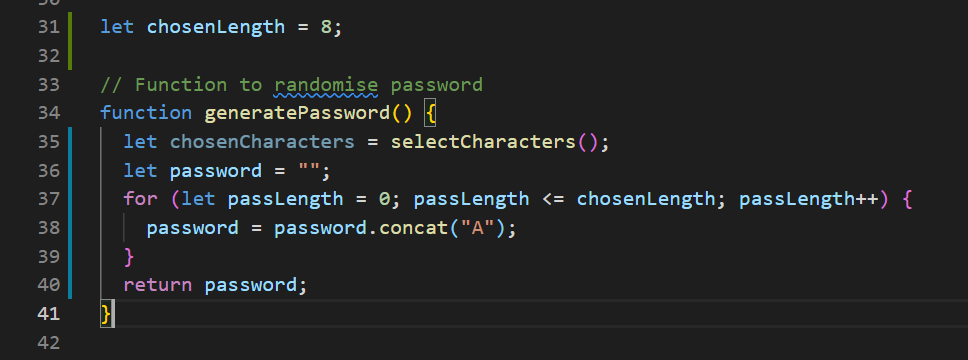 31 let chosenLength = 8;
32
33 // Function to randomise password
34 function generatePassword() {
35 let chosenCharacters = selectCharacters();
36 let password = "";
37 for (let passLength = 0; passLength <= chosenLength; passLength++) {
38 password = password.concat("A");
39 }
40 return password;
41 }
42